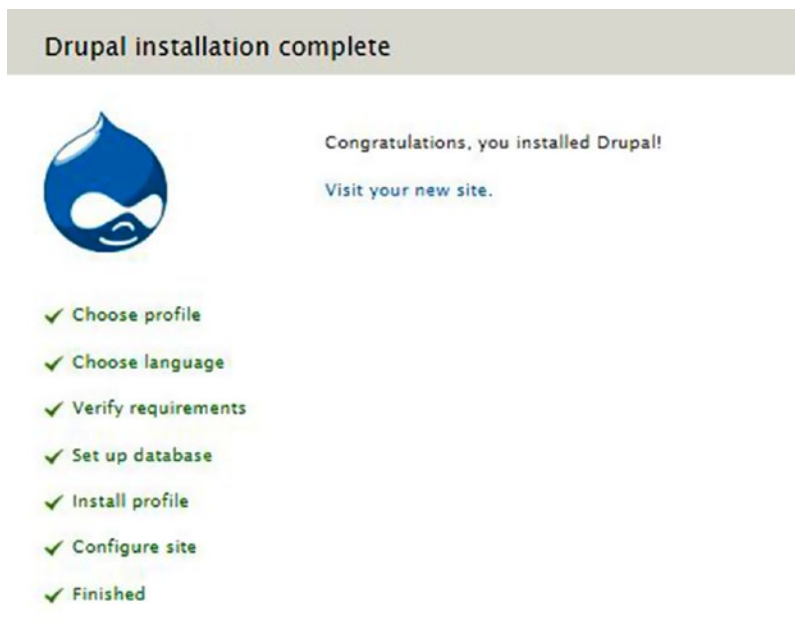 Drupal installation complete
Congratulations, you installed Drupal!
Visit your new site.
Choose profile
Choose language
Verify requirements
Set up database
Install profile
Configure site
Finished